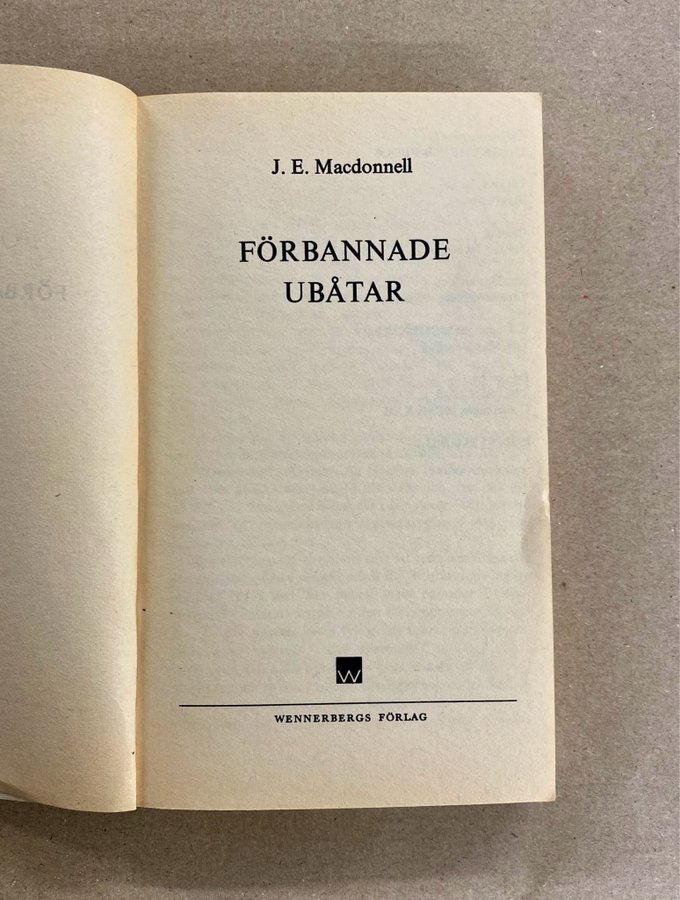 J. E. Macdonnell
FÖRBANNADE
UBÅTAR
W
WENNERBERGS FÖRLAG